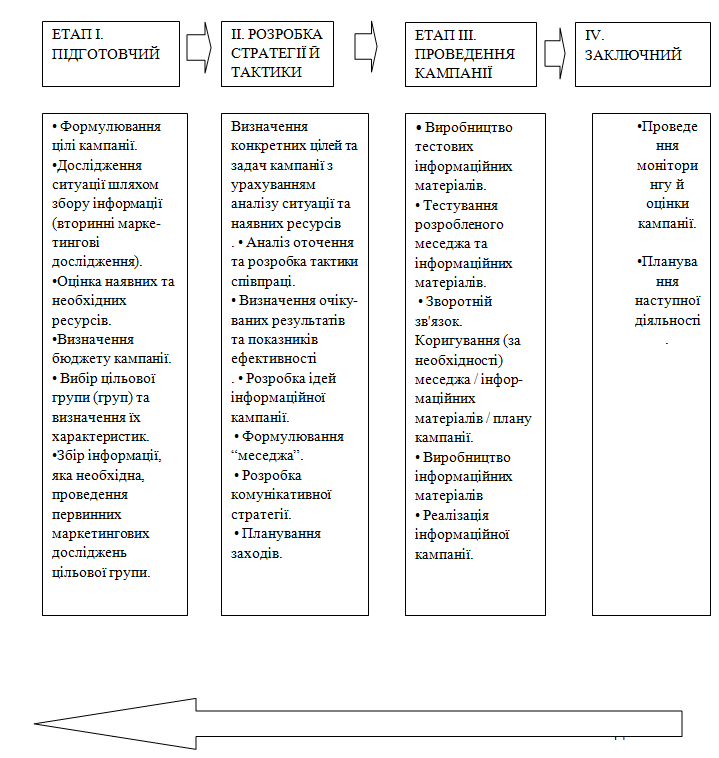 ЕТАП І.
ПІДГОТОВЧИЙ
ІІ. РОЗРОБКА
СТРАТЕГІЇ Й
ТАКТИКИ
ЕТАП ІІІ.
ПРОВЕДЕННЯ
КАМПАНІЇ
IV.
ЗАКЛЮЧНИЙ
• Формулювання
цілі кампанії.
•Дослідження
ситуації шляхом
збору інформації
(вторинні марке-
тингові
дослідження).
•Оцінка наявних та
необхідних
ресурсів.
•Визначення
бюджету кампанії.
• Вибір цільової
групи (груп) та
визначення їх
характеристик.
•Збір інформації,
яка необхідна,
проведення
первинних
маркетингових
досліджень
цільової групи.
Визначення
конкретних цілей та
задач кампанії з
урахуванням
аналізу ситуації та
наявних ресурсів
. • Аналіз оточення
та розробка тактики
співпраці.
• Визначення очіку-
ваних результатів
та показників
ефективності
. • Розробка ідей
інформаційної
кампанії.
• Формулювання
“меседжа”.
• Розробка
комунікативної
стратегії.
• Планування
заходів.
• Виробництво
тестових
інформаційних
матеріалів.
• Тестування
розробленого
меседжа та
інформаційних
матеріалів.
• Зворотній
зв'язок.
Коригування (за
необхідності)
меседжа / інфор-
маційних
матеріалів / плану
кампанії.
• Виробництво
інформаційних
матеріалів
• Реалізація
інформаційної
кампанії.
•Проведе
ння
монітори
нгу й
оцінки
кампанії.
•Планува
ння
наступної
діяльності
.